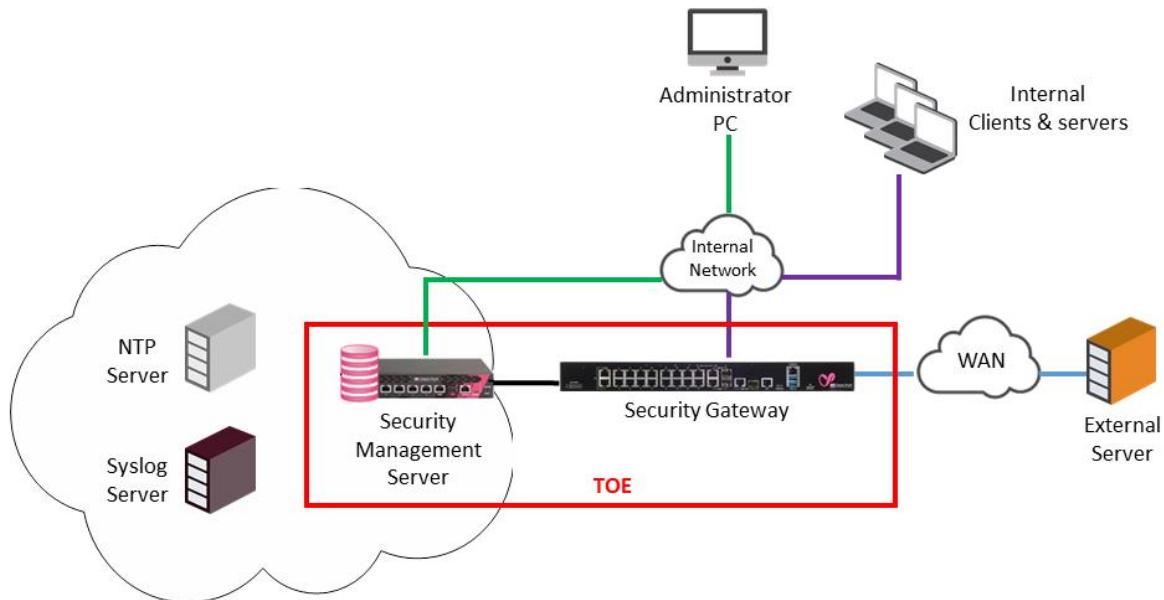 Administrator
PC
Internal
Clients & servers
Internal
Network
NTP
Server
WAN
Security Gateway
Security
Management
Server
External
Server
Syslog
Server
TOE